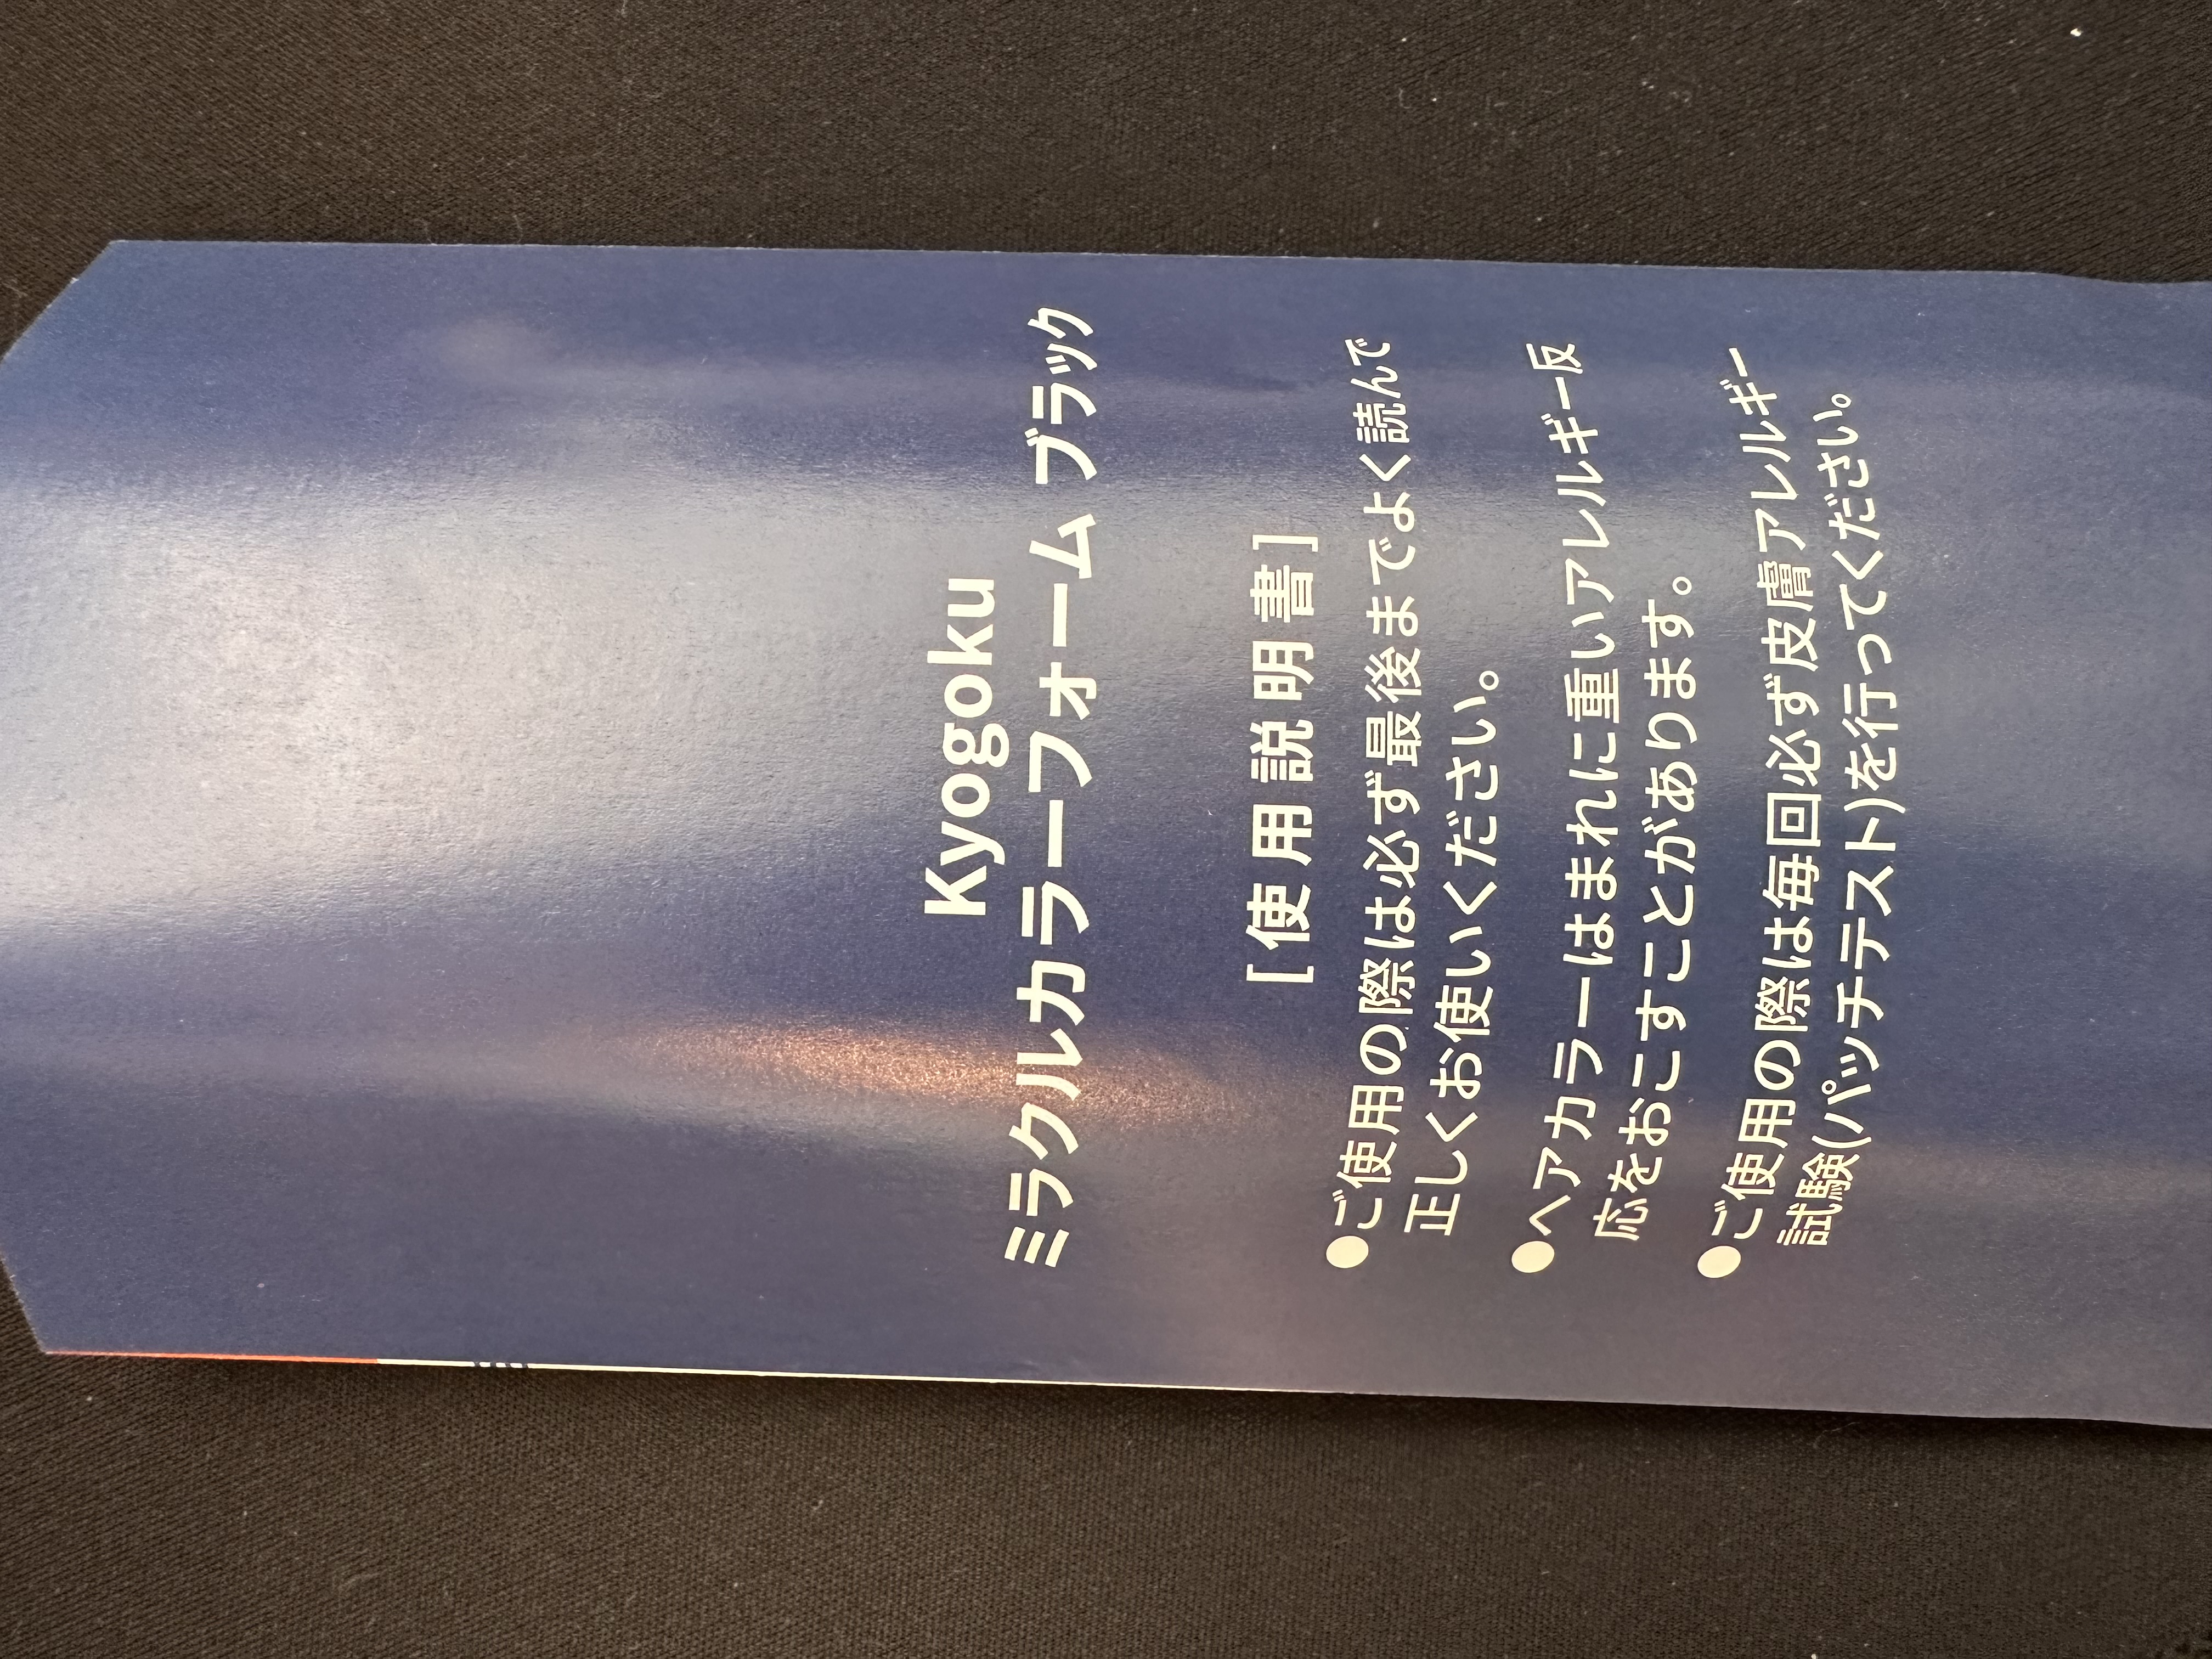 Kyogoku
ミラクルカラーフォーム ブラック
[使用説明書]
●ご使用の際は必ず最後までよく読んで
正しくお使いください。
●ヘアカラーはまれに重いアレルギー反
応をおこすことがあります。
●ご使用の際は毎回必ず皮膚アレルギー
試験(パッチテスト)を行ってください。